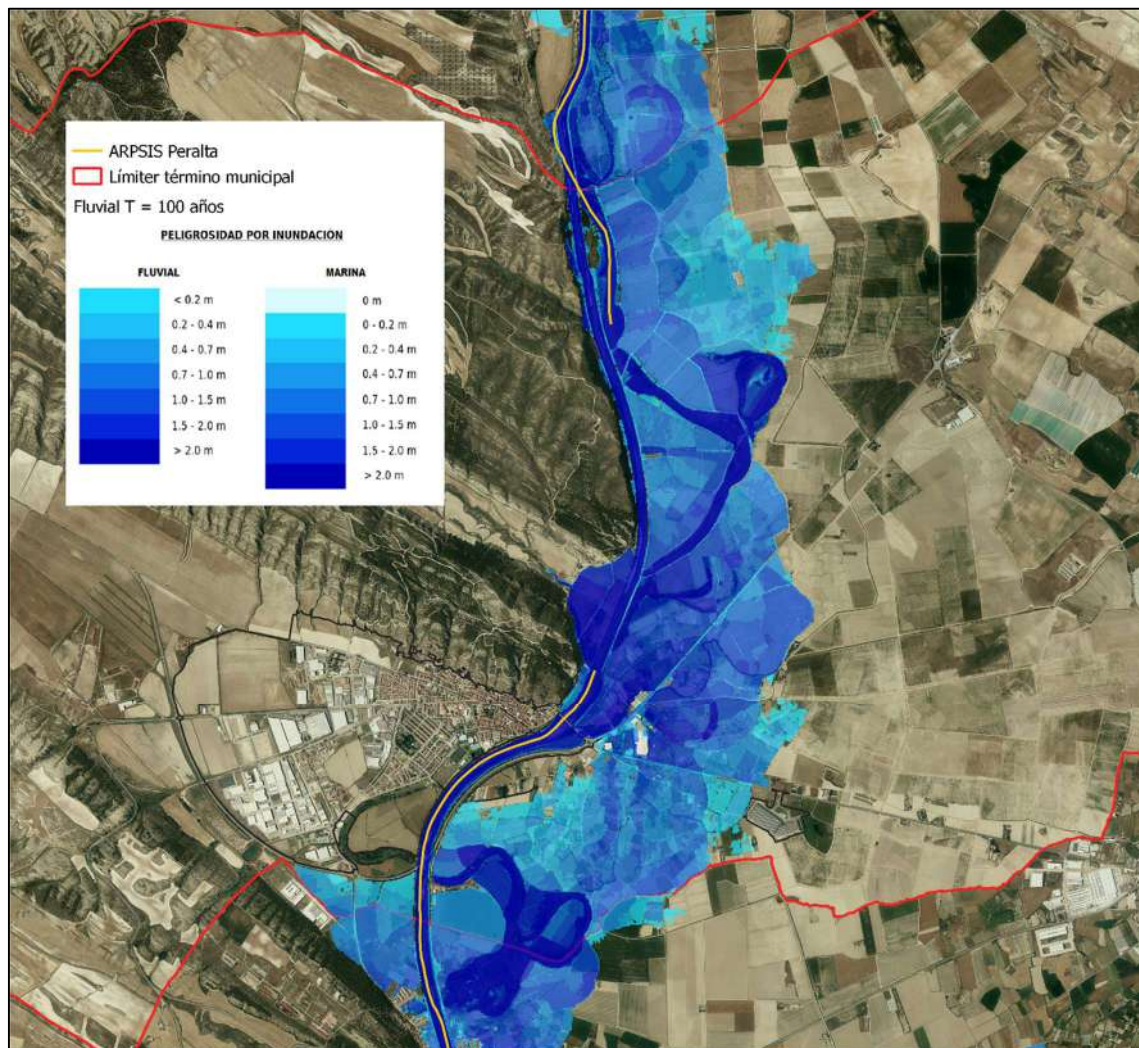 ARPSIS Peralta
Límiter término municipal
Fluvial T = 100 años
PELIGROSIDAD POR INUNDACIÓN
FLUVIAL
< 0.2 m
0.2 - 0.4 m
0.4 - 0.7 m
0.7 - 1.0 m
1.0 - 1.5 m
1.5 - 2.0 m
> 2.0 m
MARINA
0 m
0 - 0.2 m
0.2 - 0.4 m
0.4 - 0.7 m
0.7 - 1.0 m
1.0 - 1.5 m
1.5 - 2.0 m
> 2.0 m